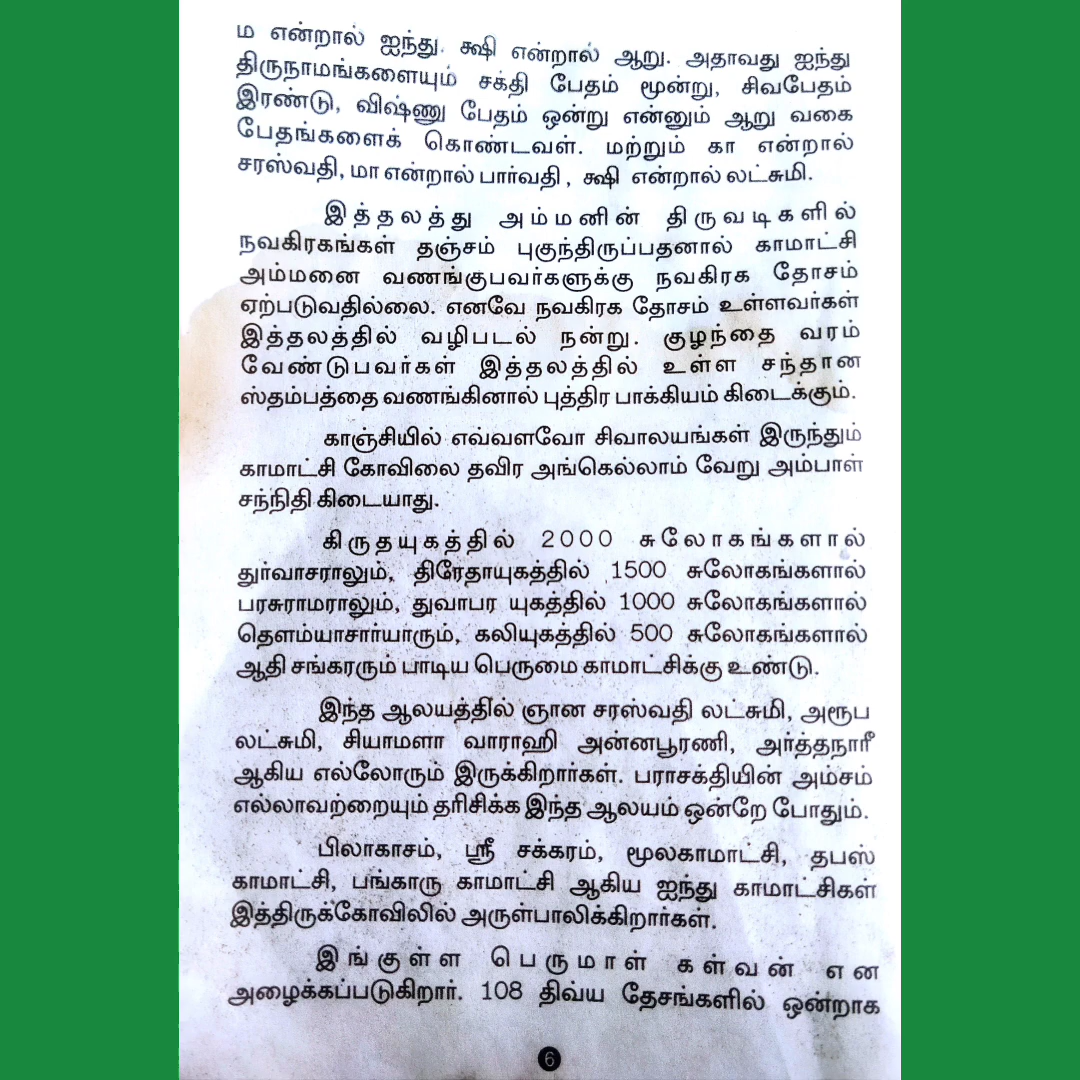 ம என்றால் ஐந்து. க்ஷி என்றால் ஆறு. அதாவது ஐந்து
திருநாமங்களையும் சக்தி பேதம் மூன்று, சிவபேதம்
இரண்டு, விஷ்ணு பேதம் ஒன்று என்னும் ஆறு வகை
பேதங்களைக் கொண்டவள். மற்றும் கா என்றால்
சரஸ்வதி, மா என்றால் பார்வதி, க்ஷி என்றால் லட்சுமி.
இத்தலத்து அம்மனின் திருவடிகளில்
நவகிரகங்கள் தஞ்சம் புகுந்திருப்பதனால் காமாட்சி
அம்மனை வணங்குபவர்களுக்கு நவகிரக தோசம்
ஏற்படுவதில்லை. எனவே நவகிரக தோசம் உள்ளவர்கள்
இத்தலத்தில் வழிபடல் நன்று. குழந்தை வரம்
வேண்டுபவர்கள் இத்தலத்தில் உள்ள சந்தான
ஸ்தம்பத்தை வணங்கினால் புத்திர பாக்கியம் கிடைக்கும்.
காஞ்சியில் எவ்வளவோ சிவாலயங்கள் இருந்தும்
காமாட்சி கோவிலை தவிர அங்கெல்லாம் வேறு அம்பாள்
சந்நிதி கிடையாது.
கிருதயுகத்தில் 2000 சுலோகங்களால்
துர்வாசராலும், திரேதாயுகத்தில் 1500 சுலோகங்களால்
பரசுராமராலும், துவாபர யுகத்தில் 1000 சுலோகங்களால்
தௌம்யாசார்யாரும், கலியுகத்தில் 500 சுலோகங்களால்
ஆதி சங்கரரும் பாடிய பெருமை காமாட்சிக்கு உண்டு.
இந்த ஆலயத்தில் ஞான சரஸ்வதி லட்சுமி, அரூப
லட்சுமி, சியாமளா வாராஹி அன்னபூரணி, அர்த்தநாரீ
ஆகிய எல்லோரும் இருக்கிறார்கள். பராசக்தியின் அம்சம்
எல்லாவற்றையும் தரிசிக்க இந்த ஆலயம் ஒன்றே போதும்.
பிலாகாசம், ஸ்ரீ சக்கரம், மூலகாமாட்சி, தபஸ்
காமாட்சி, பங்காரு காமாட்சி ஆகிய ஐந்து காமாட்சிகள்
இத்திருக்கோவிலில் அருள்பாலிக்கிறார்கள்.
இங்குள்ள பெருமாள் கள்வன் என
அழைக்கப்படுகிறார். 108 திவ்ய தேசங்களில் ஒன்றாக
6